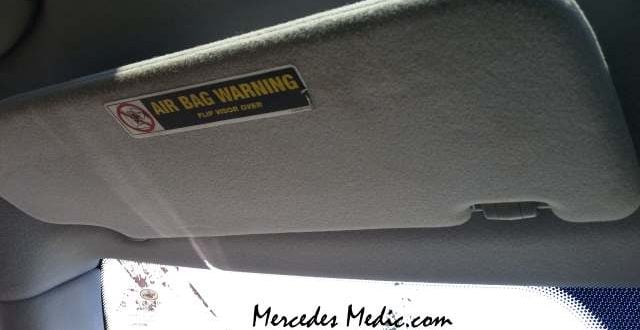 AIR BAG WARNING
FLIP VISOR OVER
Mercedes Medic.com